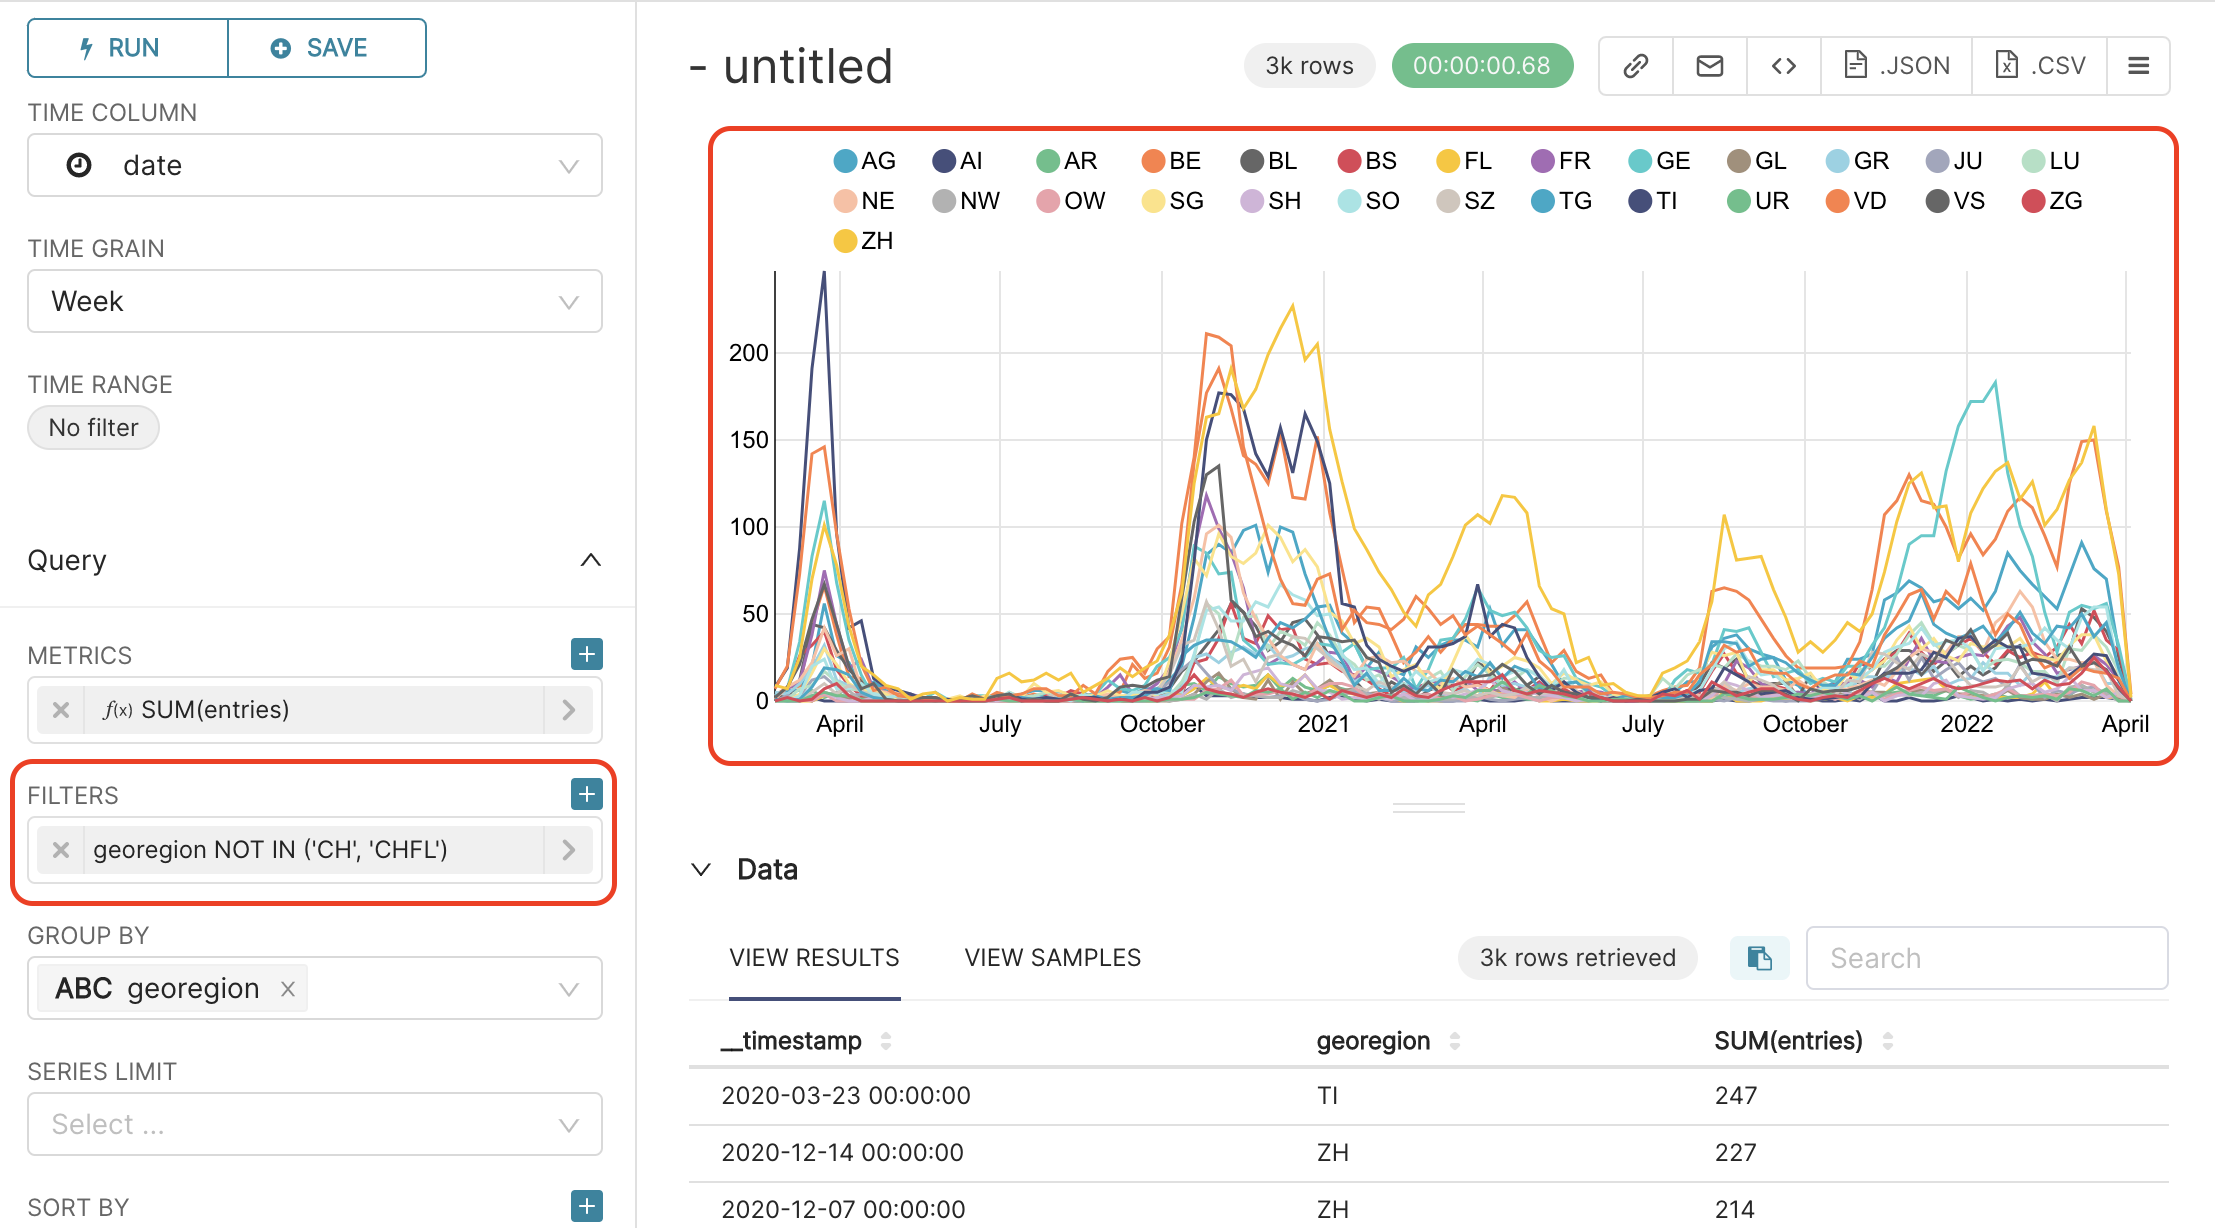 RUN
SAVE
TIME COLUMN
date
TIME GRAIN
Week
TIME RANGE
No filter
Query
METRICS
f(x) SUM(entries)
FILTERS
georegion NOT IN ('CH', 'CHFL')
GROUP BY
ABC georegion
SERIES LIMIT
Select ...
SORT BY
- untitled
3k rows
00:00:00.68
.JSON
.CSV
AG AI AR BE BL BS FL FR GE GL GR JU LU
NE NW OW SG SH SO SZ TG TI UR VD VS ZG
ZH
200
150
100
50
0
April July October 2021 April July October 2022 April
Data
VIEW RESULTS
VIEW SAMPLES
3k rows retrieved
Search
__timestamp georegion SUM(entries)
2020-03-23 00:00:00 TI 247
2020-12-14 00:00:00 ZH 227
2020-12-07 00:00:00 ZH 214